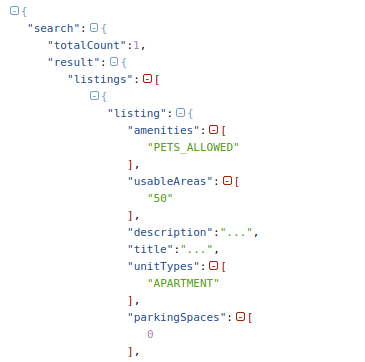 {
"search":{
"totalCount":1,
"result":{
"listings":[
{
"listing":{
"amenities":[
"PETS_ALLOWED"
],
"usableAreas":[
"50"
],
"description":"...",
"title":"...",
"unitTypes":[
"APARTMENT"
],
"parkingSpaces":[
0
],